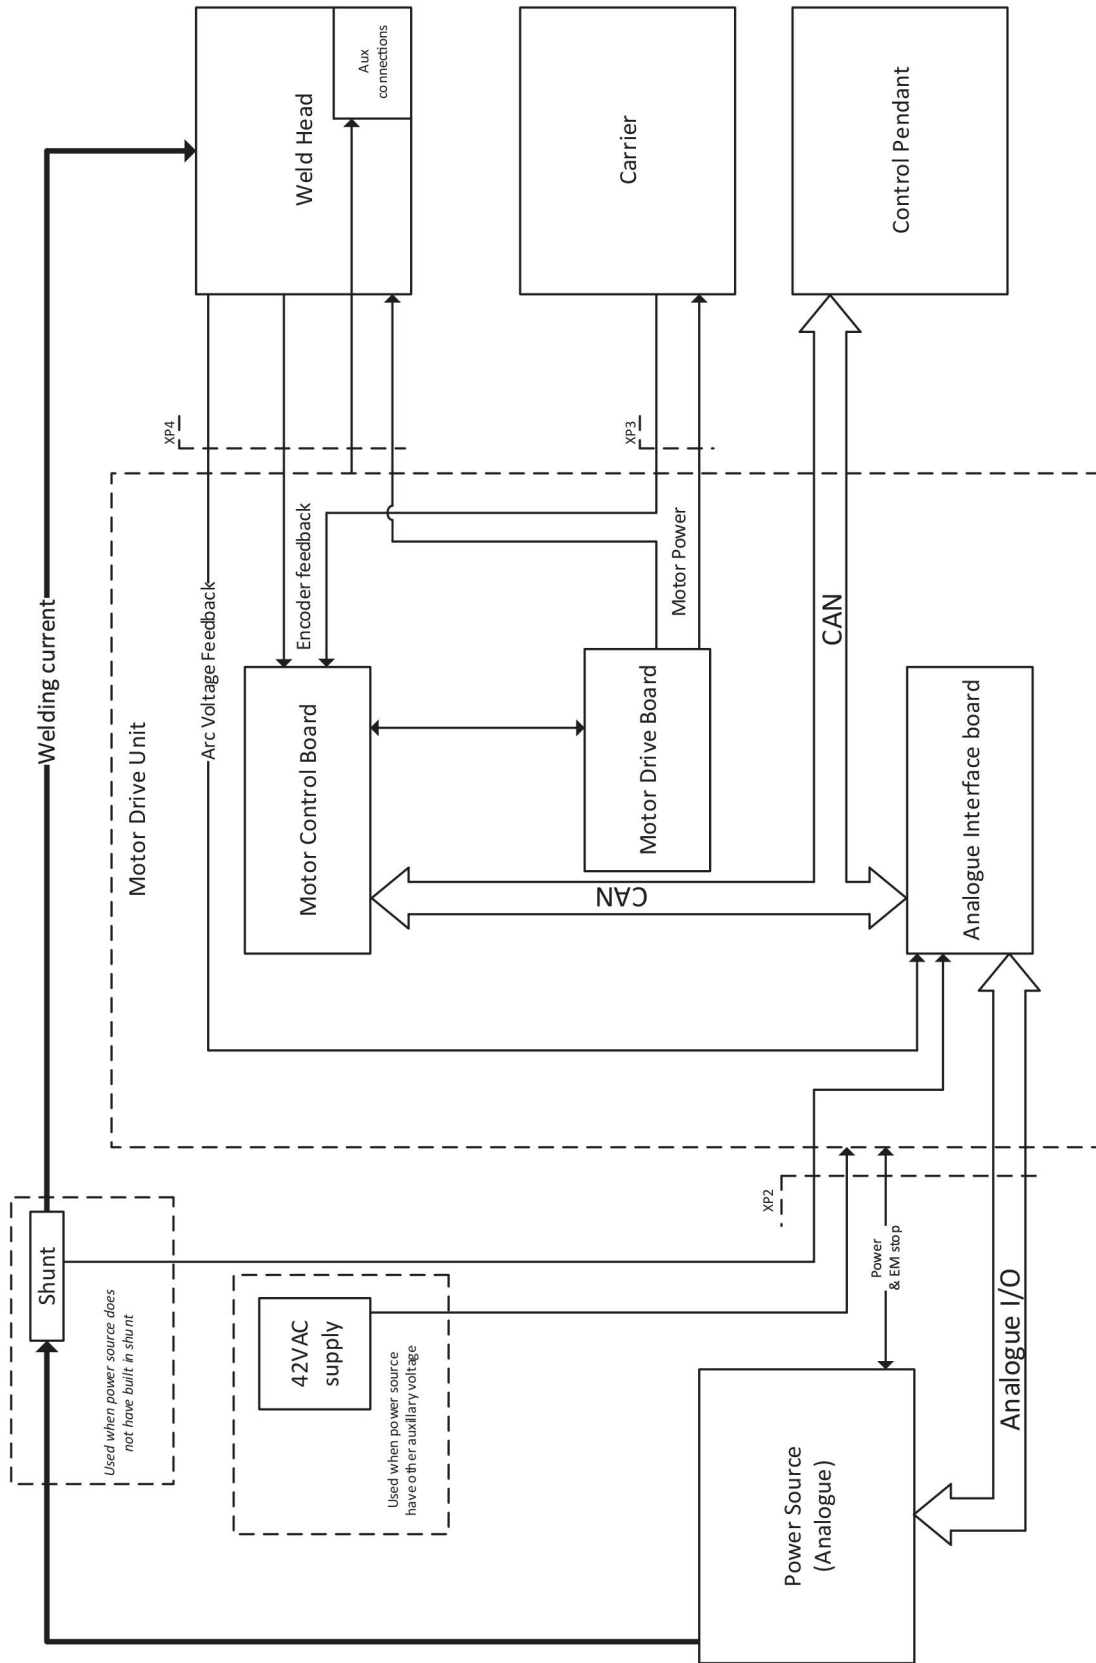 Welding current
Shunt
Used when power source does
not have built in shunt
42VAC
supply
Used when power source
have other auxillary voltage
Power Source
(Analogue)
Power
& EM stop
Analogue I/O
XP2
Motor Drive Unit
Arc Voltage Feedback
Motor Control Board
Encoder feedback
Motor Drive Board
Motor Power
CAN
CAN
Analogue Interface board
XP4
XP3
Weld Head
Aux
connections
Carrier
Control Pendant